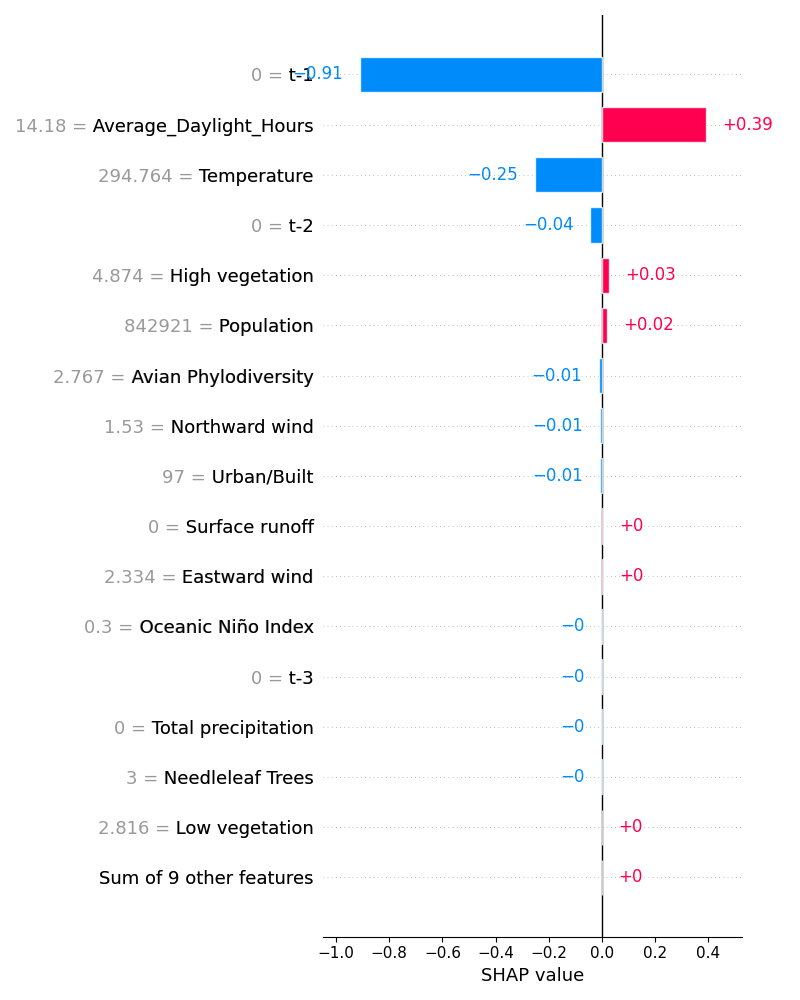 0 = t-1 −0.91
14.18 = Average_Daylight_Hours +0.39
294.764 = Temperature −0.25
0 = t-2 −0.04
4.874 = High vegetation +0.03
842921 = Population +0.02
2.767 = Avian Phylodiversity −0.01
1.53 = Northward wind −0.01
97 = Urban/Built −0.01
0 = Surface runoff +0
2.334 = Eastward wind +0
0.3 = Oceanic Niño Index −0
0 = t-3 −0
0 = Total precipitation −0
3 = Needleleaf Trees −0
2.816 = Low vegetation +0
Sum of 9 other features +0
−1.0 −0.8 −0.6 −0.4 −0.2 0.0 0.2 0.4
SHAP value